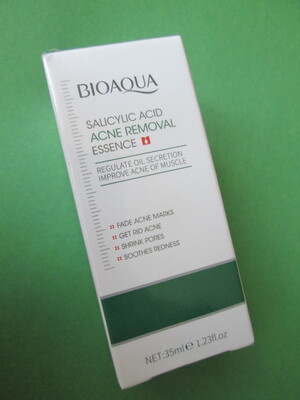 BIOAQUA
SALICYLIC ACID
ACNE REMOVAL
ESSENCE
REGULATE OIL SECRETION
IMPROVE ACNE OF MUSCLE
FADE ACNE MARKS
GET RID ACNE
SHRINK PORES
SOOTHES REDNESS
NET:35ml e 1.23fl.oz